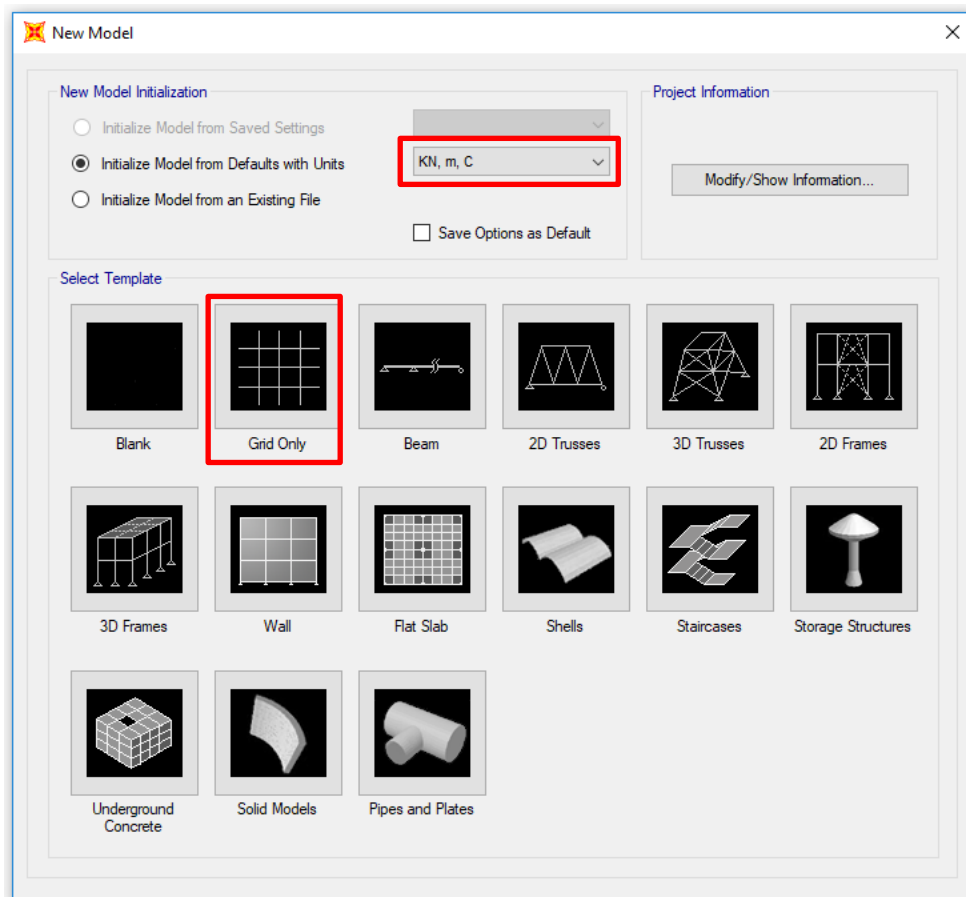 New Model
New Model Initialization
Project Information
Initialize Model from Saved Settings
Initialize Model from Defaults with Units
KN, m, C
Initialize Model from an Existing File
Modify/Show Information...
Save Options as Default
Select Template
Blank
Grid Only
Beam
2D Trusses
3D Trusses
2D Frames
3D Frames
Wall
Flat Slab
Shells
Staircases
Storage Structures
Underground
Concrete
Solid Models
Pipes and Plates